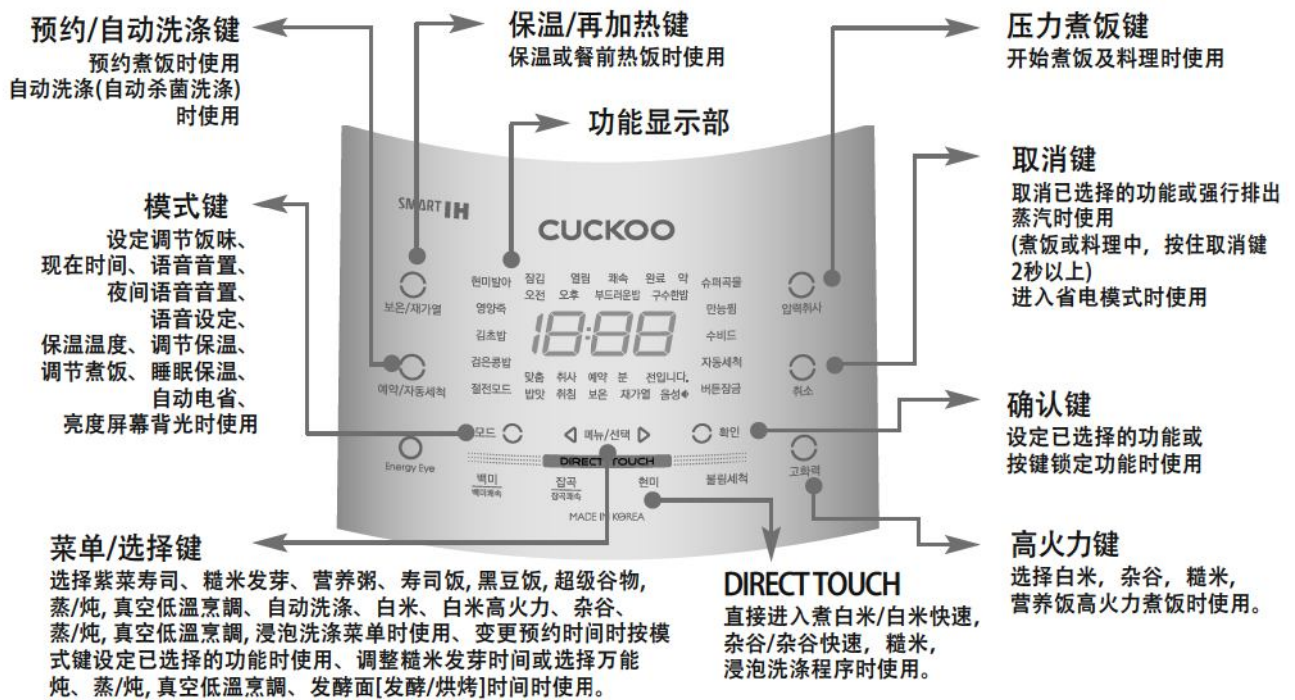 预约/自动洗涤键
预约煮饭时使用
自动洗涤(自动杀菌洗涤)
时使用
保温/再加热键
保温或餐前热饭时使用
压力煮饭键
开始煮饭及料理时使用
功能显示部
取消键
取消已选择的功能或强行排出
蒸汽时使用
(煮饭或料理中, 按住取消键
2秒以上)
进入省电模式时使用
模式键
设定调节饭味、
现在时间、语音音置、
夜间语音音置、
语音设定、
保温温度、调节保温、
调节煮饭、睡眠保温、
自动电省、
亮度屏幕背光时使用
SMART IH
CUCKOO
현미발아 잠김 열림 쾌속 완료 약 슈퍼곡물
오전 오후 부드러운밥 구수한밥
보온/재가열 영양죽 만능찜 압력취사
김초밥 18:88 수비드
검은콩밥 자동세척
맞춤 취사 예약 분 전입니다.
예약/자동세척 절전모드 밥맛 취침 보온 재가열 음성 버튼잠금 취소
모드 메뉴/선택 확인
Energy Eye DIRECT TOUCH 고화력
백미 잡곡 현미 불림세척
백미쾌속 잡곡쾌속
MADE IN KOREA
确认键
设定已选择的功能或
按键锁定功能时使用
菜单/选择键
选择紫菜寿司、糙米发芽、营养粥、寿司饭, 黑豆饭, 超级谷物,
蒸/炖, 真空低溫烹調、自动洗涤、白米、白米高火力、杂谷、
蒸/炖, 真空低溫烹調, 浸泡洗涤菜单时使用、变更预约时间时按模
式键设定已选择的功能时使用、调整糙米发芽时间或选择万能
炖、蒸/炖, 真空低溫烹調、发酵面[发酵/烘烤]时间时使用。
DIRECT TOUCH
直接进入煮白米/白米快速,
杂谷/杂谷快速, 糙米,
浸泡洗涤程序时使用。
高火力键
选择白米, 杂谷, 糙米,
营养饭高火力煮饭时使用。